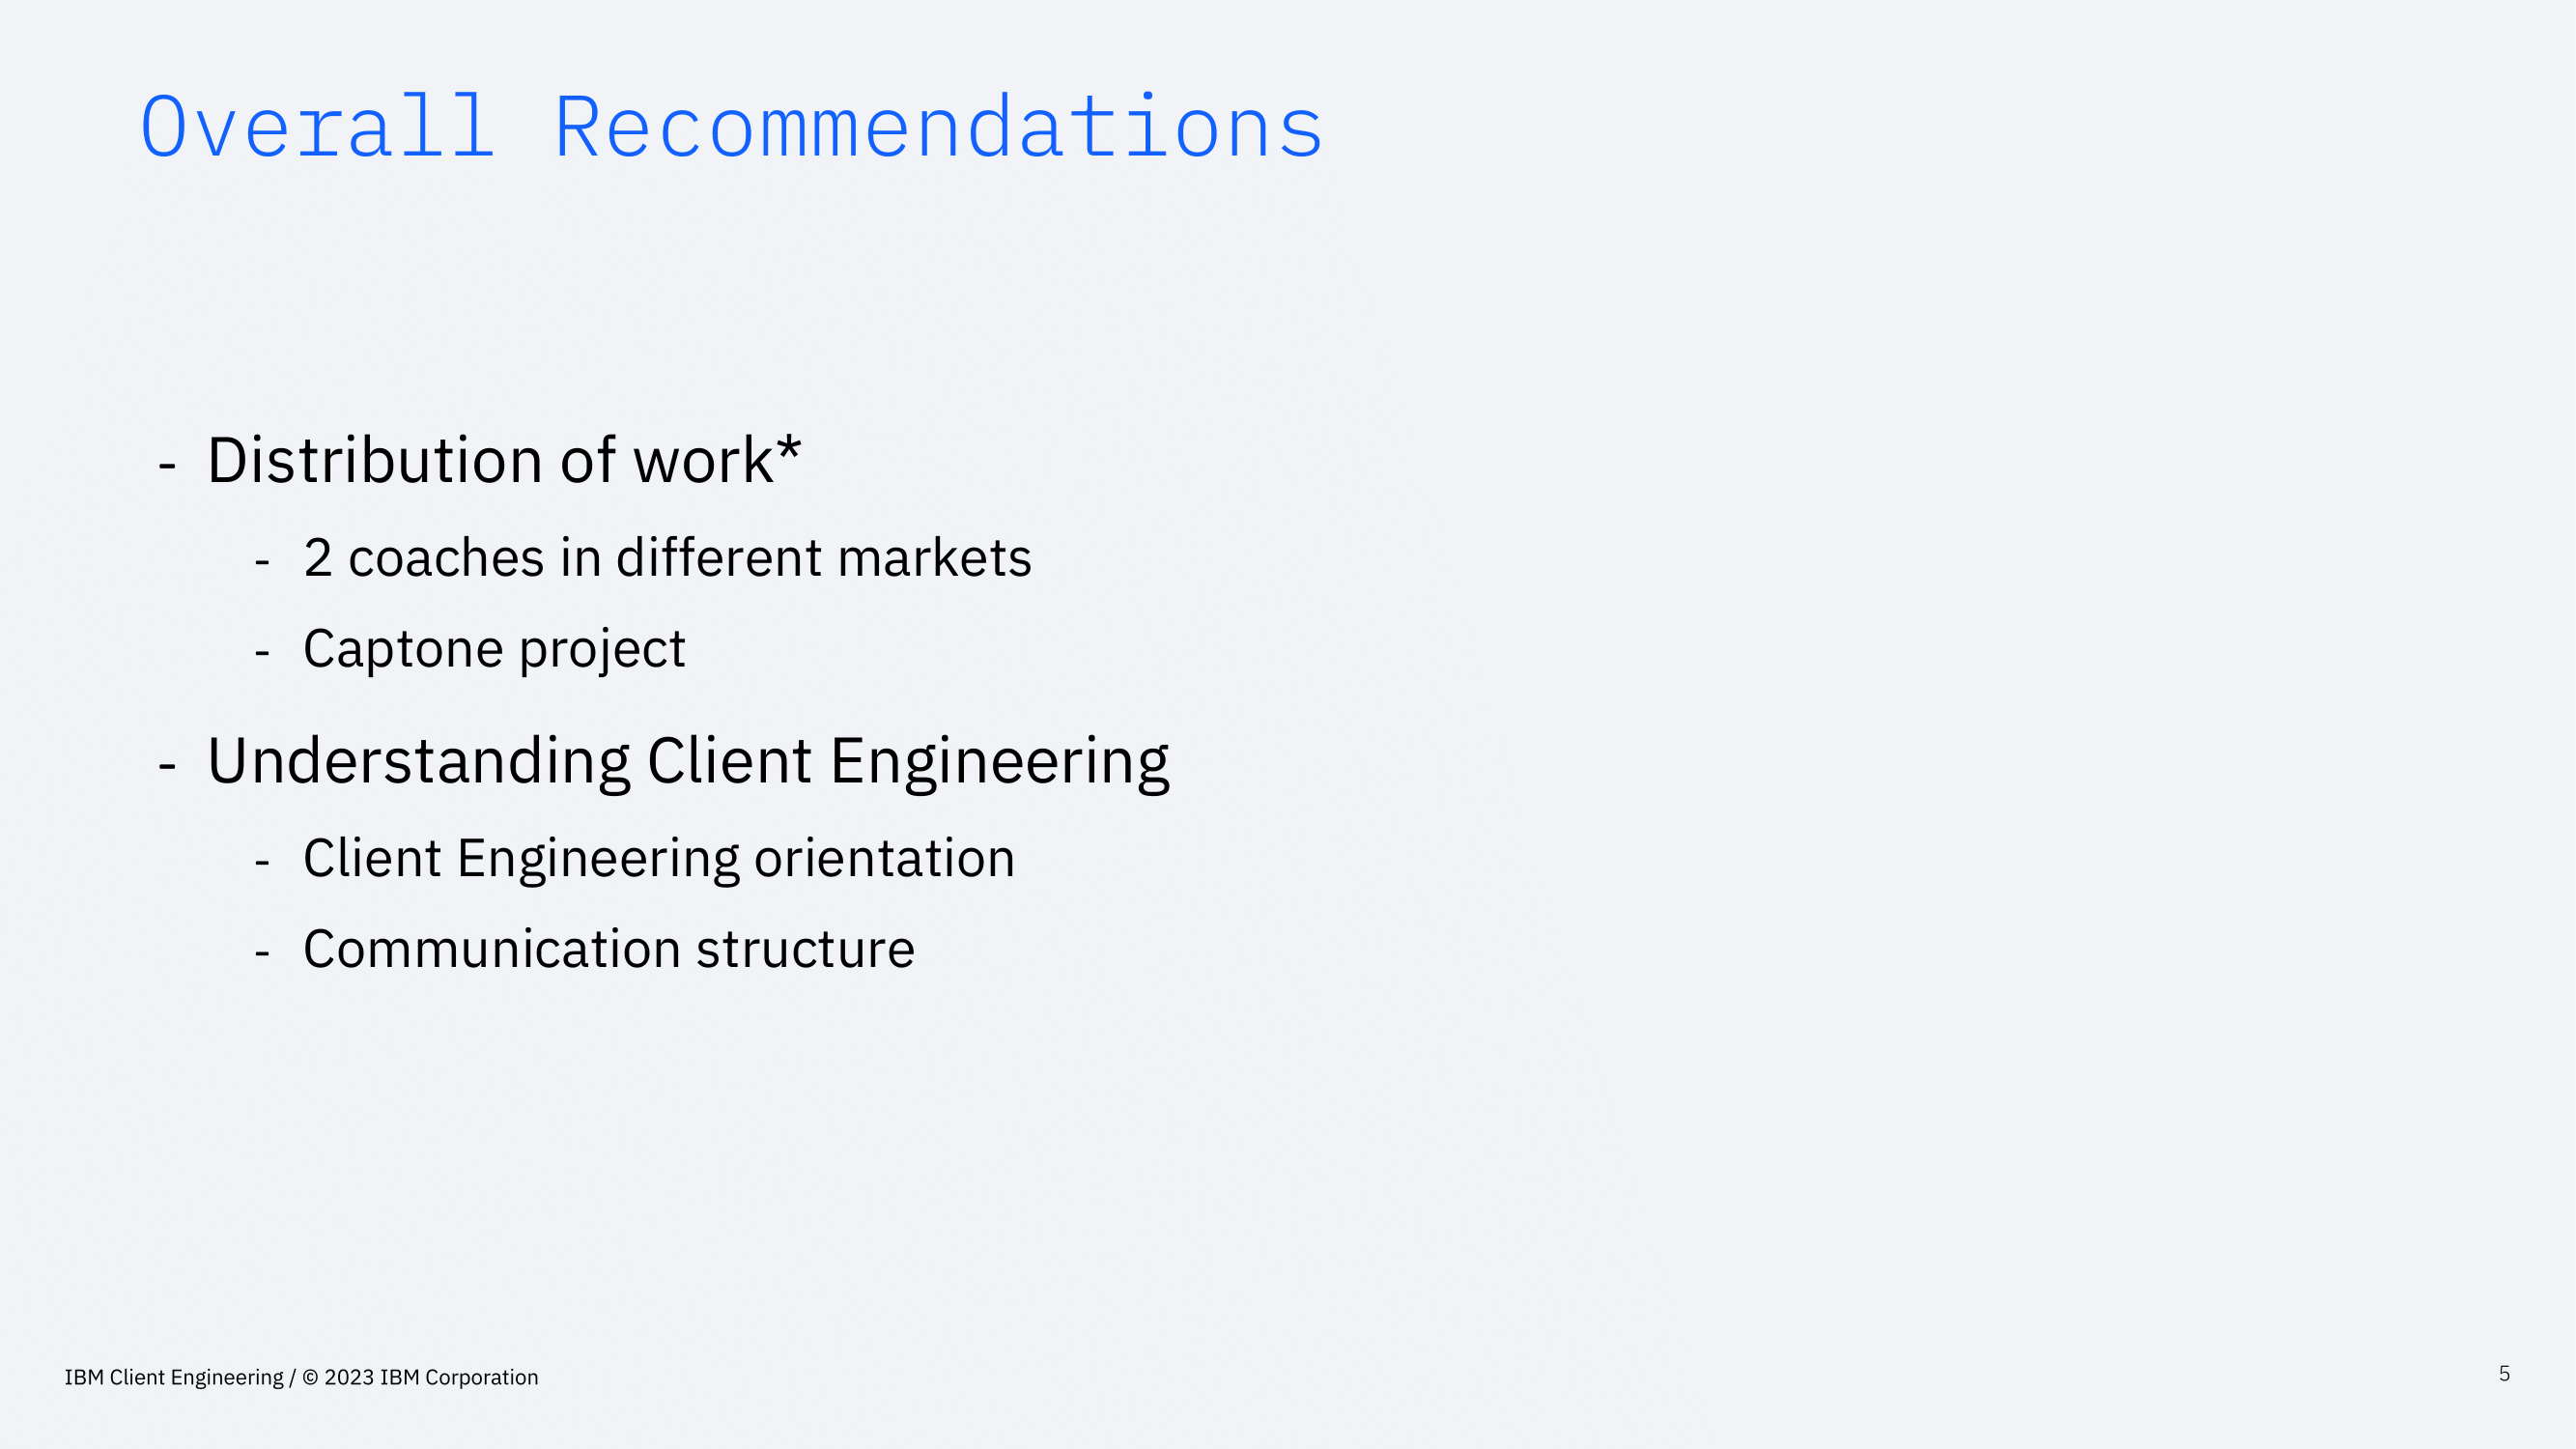 Overall Recommendations
- Distribution of work*
- 2 coaches in different markets
- Captone project
- Understanding Client Engineering
- Client Engineering orientation
- Communication structure
IBM Client Engineering / © 2023 IBM Corporation
5